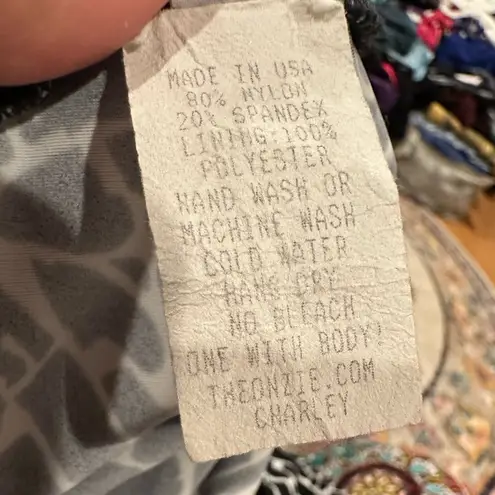 MADE IN USA
80% NYLON
20% SPANDEX
LINING:100%
POLYESTER
HAND WASH OR
MACHINE WASH
COLD WATER
HANG DRY
NO BLEACH
ONE WITH BODY!
THEONZIE.COM
CHARLEY